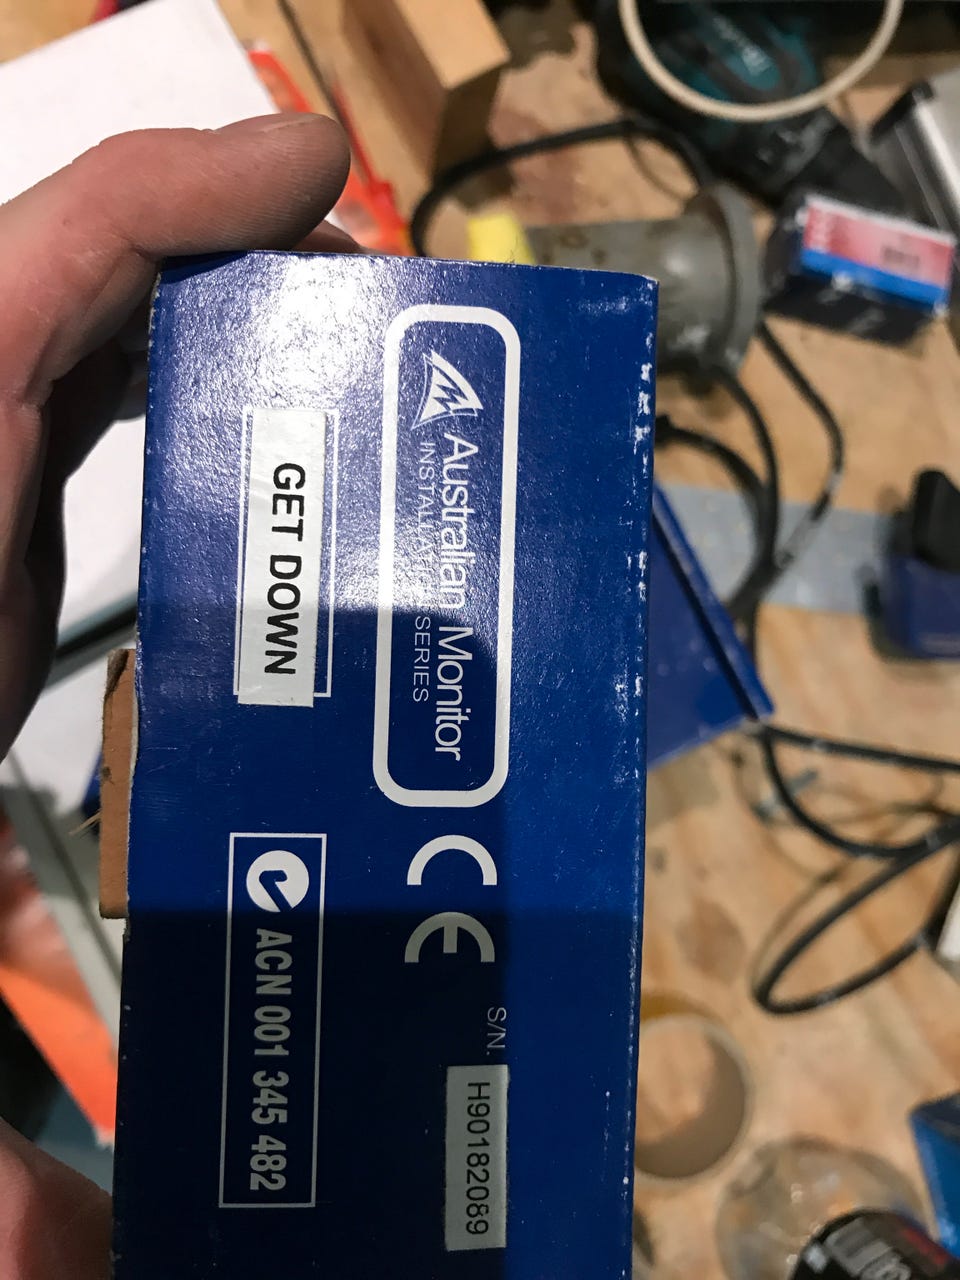 Australian Monitor
INSTALLATION SERIES
GET DOWN
CE
S/N.
H90182089
ACN 001 345 482